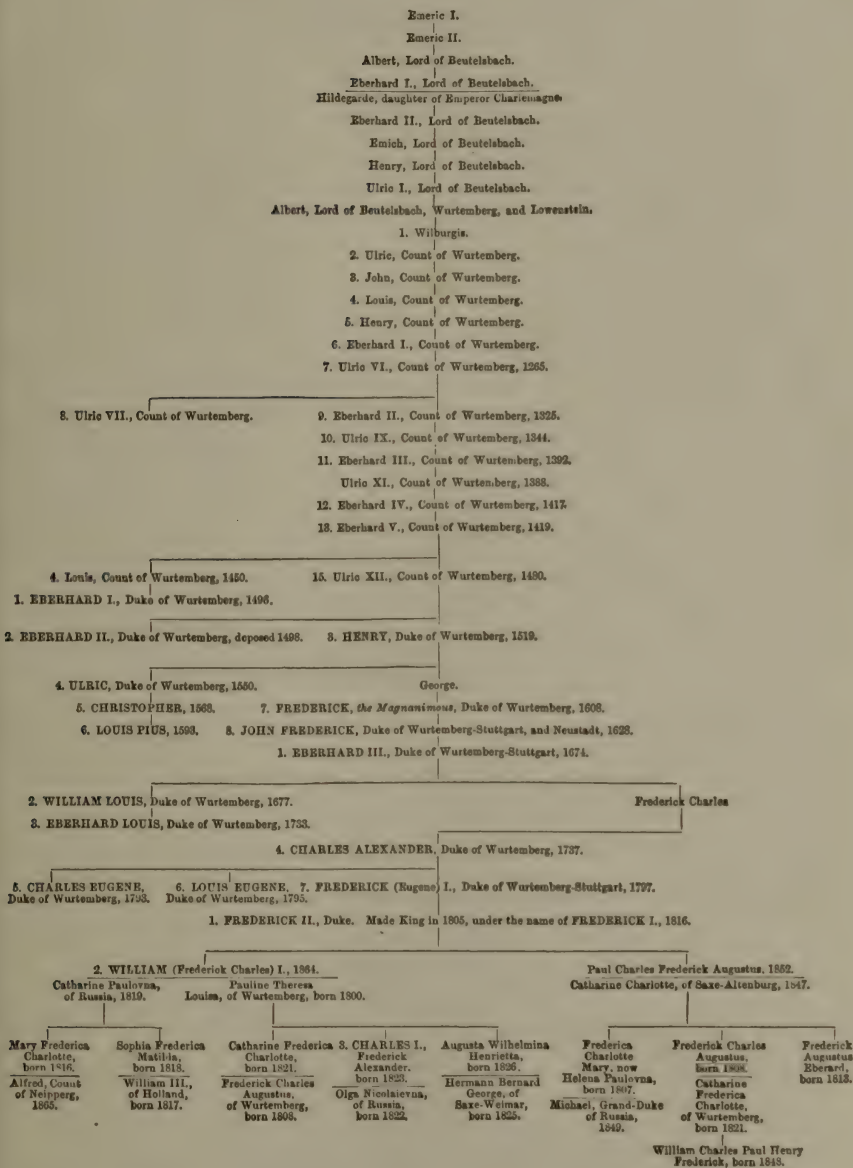 Emeric I.
Emeric II.
Albert, Lord of Beutelsbach.
Eberhard I., Lord of Beutelsbach.
Hildegarde, daughter of Emperor Charlemagne.
Eberhard II., Lord of Beutelsbach.
Emich, Lord of Beutelsbach.
Henry, Lord of Beutelsbach.
Ulric I., Lord of Beutelsbach.
Albert, Lord of Beutelsbach, Wurtemberg, and Lowenstein.
1. Wilburgis.
2. Ulric, Count of Wurtemberg.
3. John, Count of Wurtemberg.
4. Louis, Count of Wurtemberg.
5. Henry, Count of Wurtemberg.
6. Eberhard I., Count of Wurtemberg.
7. Ulric VI., Count of Wurtemberg, 1265.
8. Ulric VII., Count of Wurtemberg. 9. Eberhard II., Count of Wurtemberg, 1325.
10. Ulric IX., Count of Wurtemberg, 1344.
11. Eberhard III., Count of Wurtemberg, 1392.
Ulric XI., Count of Wurtemberg, 1388.
12. Eberhard IV., Count of Wurtemberg, 1417.
13. Eberhard V., Count of Wurtemberg, 1419.
4. Louis, Count of Wurtemberg, 1450. 15. Ulric XII., Count of Wurtemberg, 1480.
1. EBERHARD I., Duke of Wurtemberg, 1496.
2. EBERHARD II., Duke of Wurtemberg, deposed 1498. 3. HENRY, Duke of Wurtemberg, 1519.
4. ULRIC, Duke of Wurtemberg, 1550. George.
5. CHRISTOPHER, 1568. 7. FREDERICK, the Magnanimous, Duke of Wurtemberg, 1608.
6. LOUIS PIUS, 1593. 8. JOHN FREDERICK, Duke of Wurtemberg-Stuttgart, and Neustadt, 1628.
1. EBERHARD III., Duke of Wurtemberg-Stuttgart, 1674.
2. WILLIAM LOUIS, Duke of Wurtemberg, 1677. Frederick Charles
3. EBERHARD LOUIS, Duke of Wurtemberg, 1733.
4. CHARLES ALEXANDER, Duke of Wurtemberg, 1737.
5. CHARLES EUGENE, 6. LOUIS EUGENE, 7. FREDERICK (Eugene) I., Duke of Wurtemberg-Stuttgart, 1797.
Duke of Wurtemberg, 1793. Duke of Wurtemberg, 1795.
1. FREDERICK II., Duke. Made King in 1805, under the name of FREDERICK I., 1816.
2. WILLIAM (Frederick Charles) I., 1864. Paul Charles Frederick Augustus, 1852.
Catharine Paulovna, of Russia, 1819.
Pauline Theresa Louisa, of Wurtemberg, born 1800.
Catharine Charlotte, of Saxe-Altenburg, 1847.
Mary Frederica
Charlotte,
born 1816.
Alfred, Count
of Neipperg,
1865.
Sophia Frederica
Matilda,
born 1818.
William III.,
of Holland,
born 1817.
Catharine Frederica
Charlotte,
born 1821.
Frederick Charles
Augustus,
of Wurtemberg,
born 1808.
3. CHARLES I.,
Frederick
Alexander.
born 1823.
Olga Nicolaievna,
of Russia,
born 1822.
Augusta Wilhelmina
Henrietta,
born 1826.
Hermann Bernard
George, of
Saxe-Weimar,
born 1825.
Frederica
Charlotte
Mary, now
Helena Paulovna,
born 1807.
Michael, Grand-Duke
of Russia,
1849.
Frederick Charles
Augustus,
born 1808.
Catharine
Frederica
Charlotte,
of Wurtemberg,
born 1821.
William Charles Paul Henry
Frederick, born 1848.
Frederick
Augustus
Eberard,
born 1813.